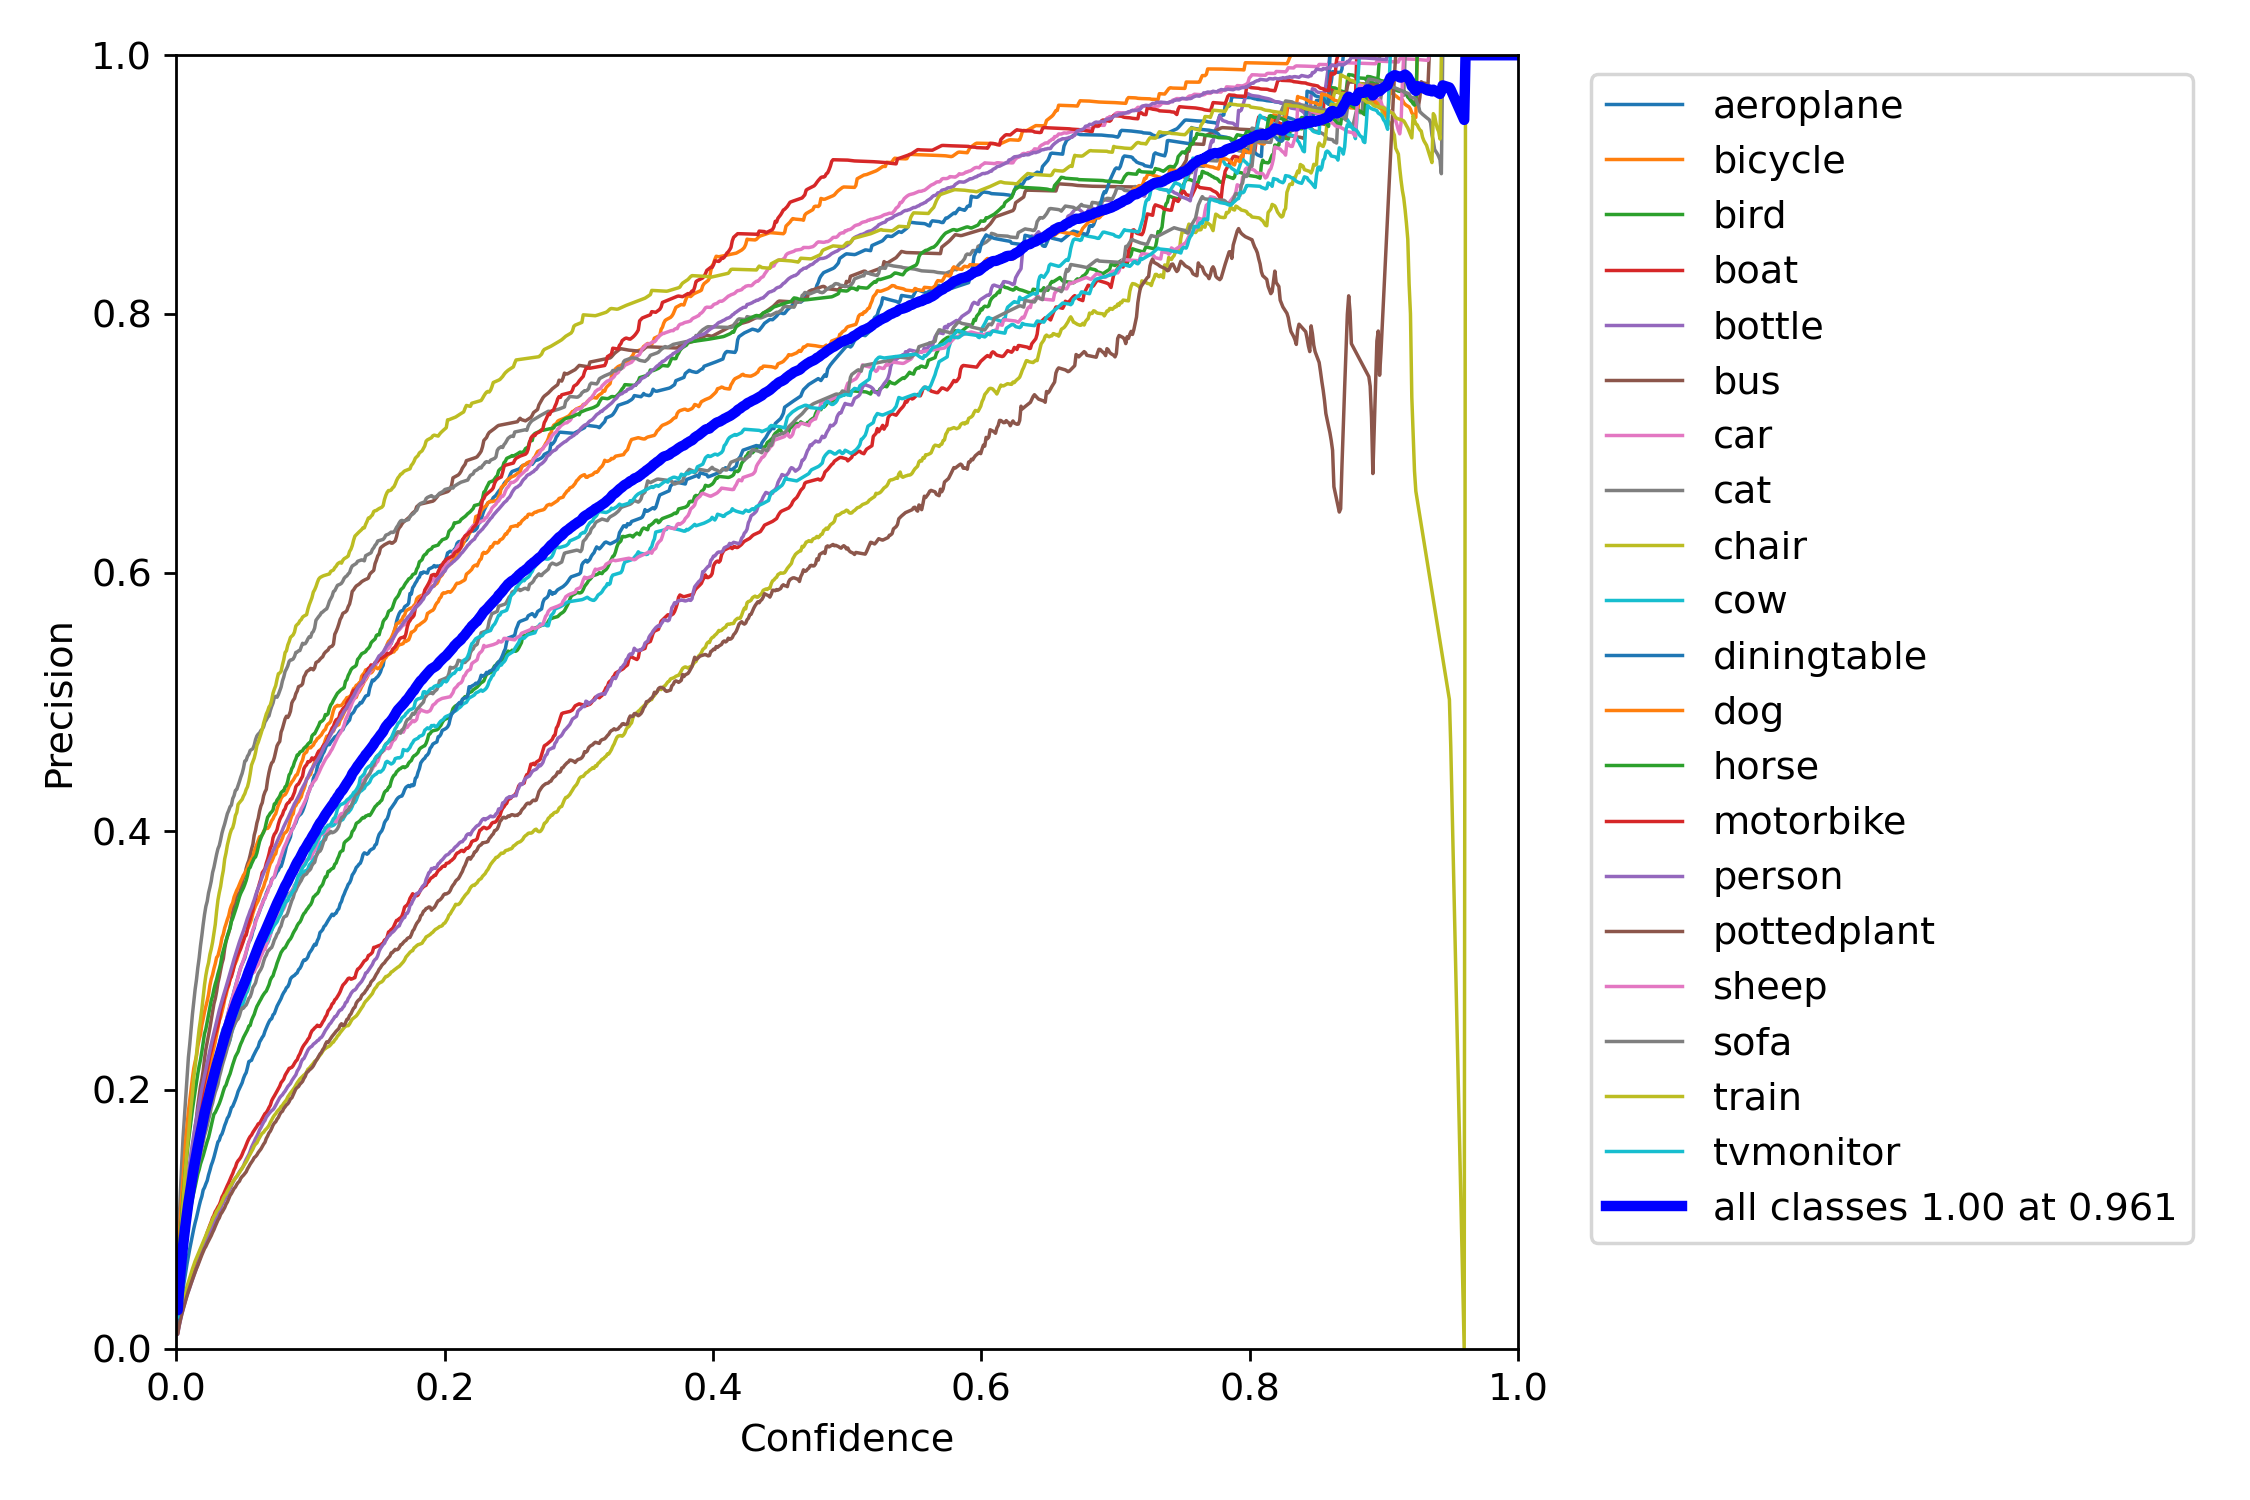 1.0
0.8
0.6
0.4
0.2
0.0
0.0 0.2 0.4 0.6 0.8 1.0
Precision
Confidence
aeroplane
bicycle
bird
boat
bottle
bus
car
cat
chair
cow
diningtable
dog
horse
motorbike
person
pottedplant
sheep
sofa
train
tvmonitor
all classes 1.00 at 0.961